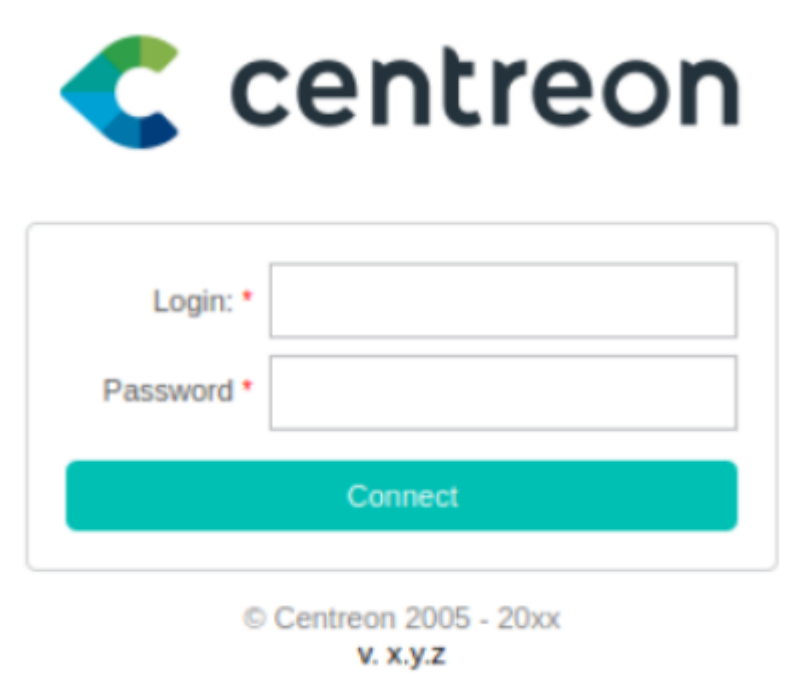 centreon
Login: *
Password *
Connect
© Centreon 2005 - 20xx
v. x.y.z